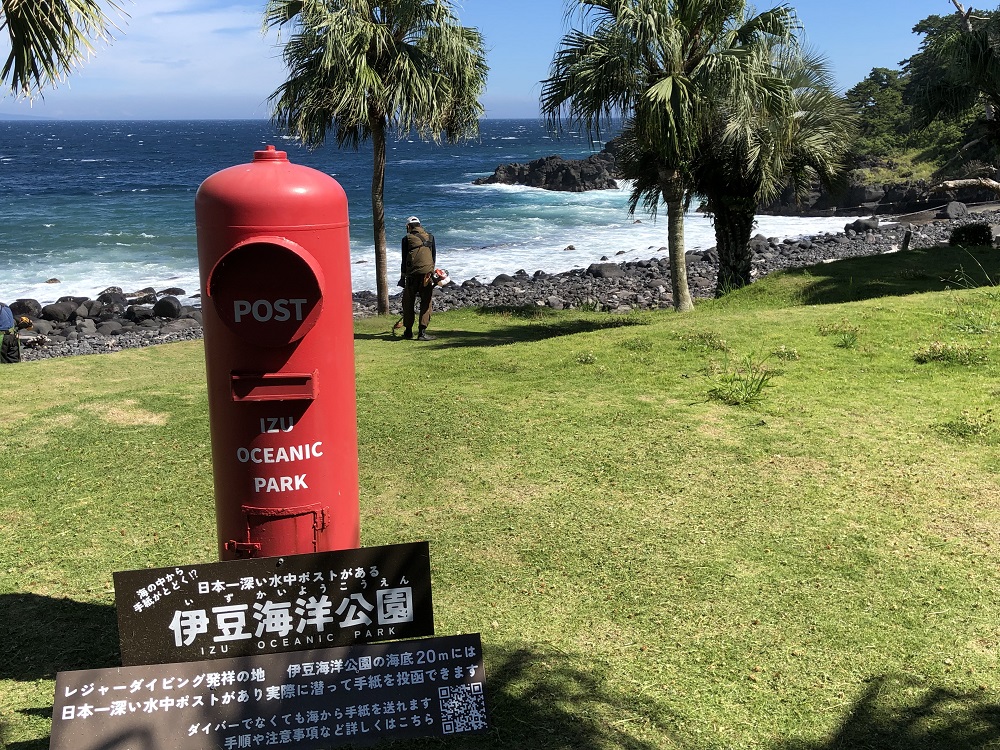 POST
IZU
OCEANIC
PARK
海の中から
手紙がとどく!?
日本一深い水中ポストがある
いずかいようこうえん
伊豆海洋公園
IZU OCEANIC PARK
レジャーダイビング発祥の地 伊豆海洋公園の海底20mには
日本一深い水中ポストがあり実際に潜って手紙を投函できます
ダイバーでなくても海から手紙を送れます
手順や注意事項など詳しくはこちら